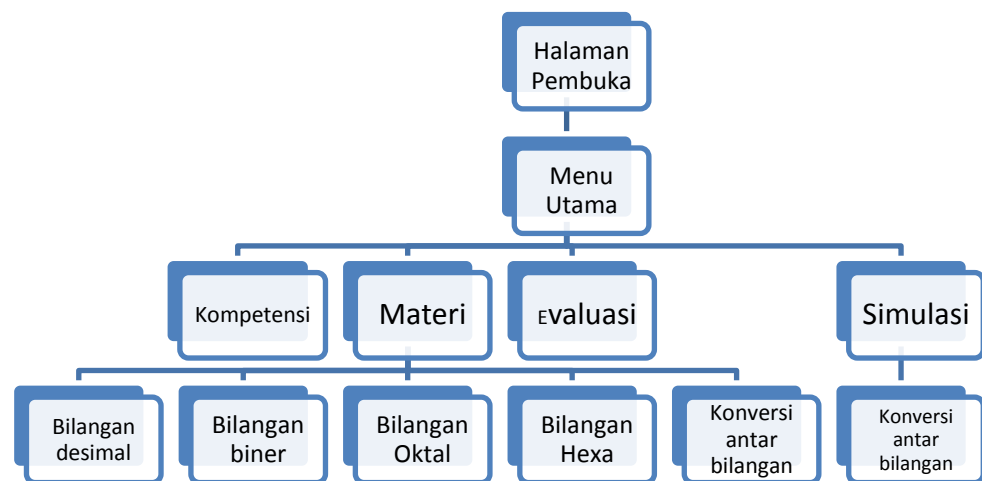 Halaman
Pembuka
Menu
Utama
Kompetensi
Materi
Evaluasi
Simulasi
Bilangan
desimal
Bilangan
biner
Bilangan
Oktal
Bilangan
Hexa
Konversi
antar
bilangan
Konversi
antar
bilangan